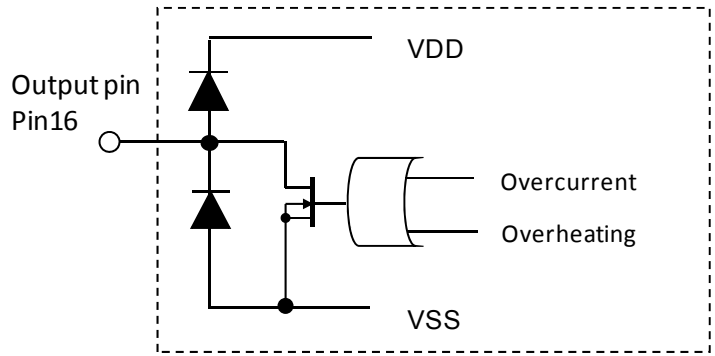 VDD
Output pin
Pin16
Overcurrent
Overheating
VSS